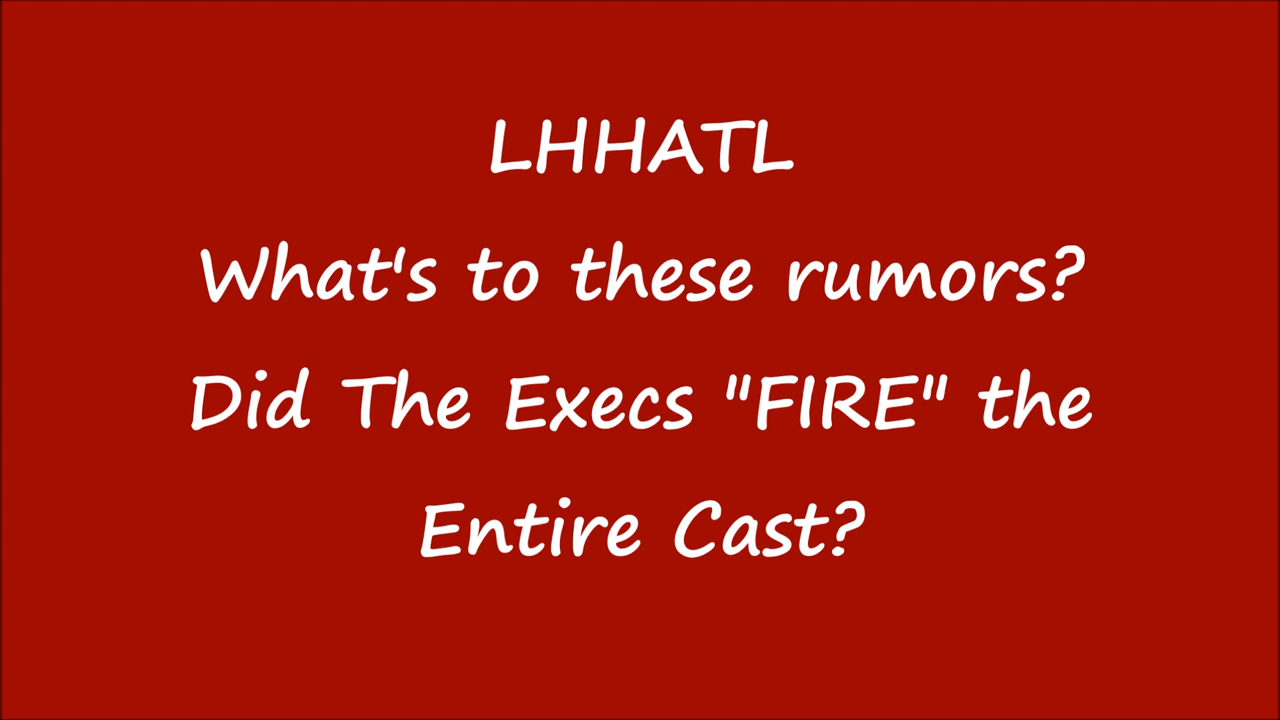 LHHATL
What's to these rumors?
Did The Execs "FIRE" the
Entire Cast?